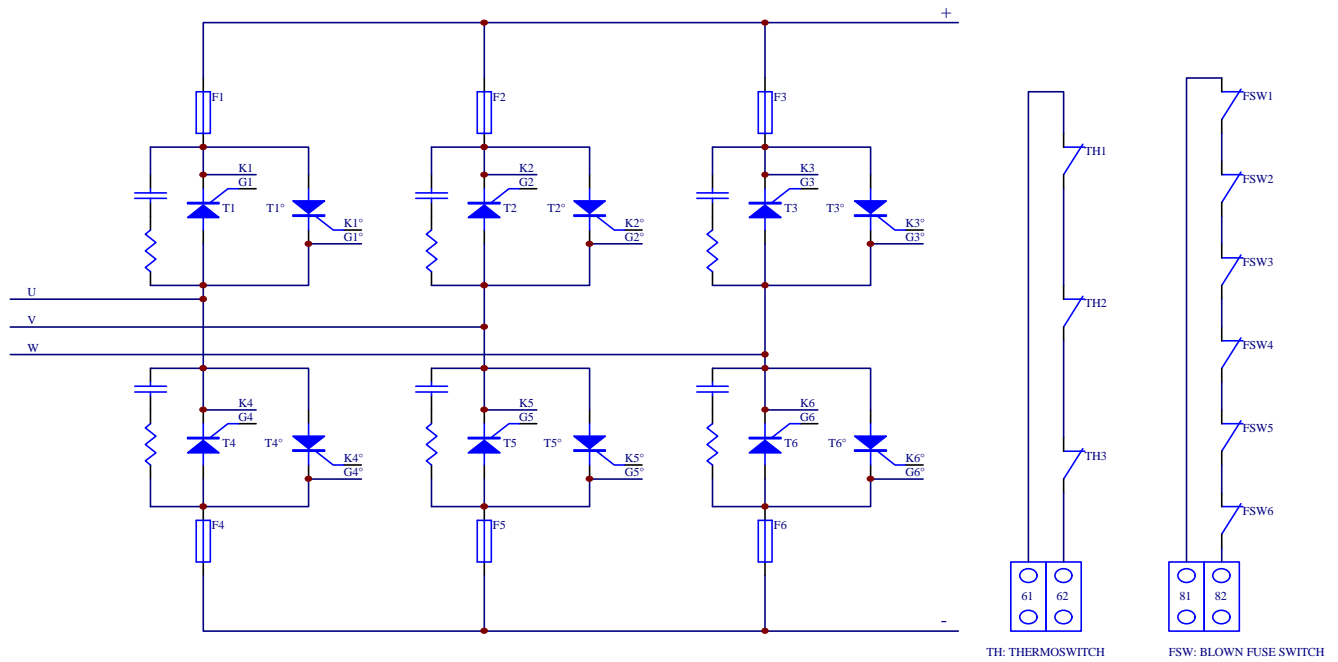 +
F1
F2
F3
FSW1
K1
G1
T1
T1°
K1°
G1°
K2
G2
T2
T2°
K2°
G2°
K3
G3
T3
T3°
K3°
G3°
TH1
FSW2
FSW3
U
V
W
TH2
FSW4
K4
G4
T4
T4°
K4°
G4°
K5
G5
T5
T5°
K5°
G5°
K6
G6
T6
T6°
K6°
G6°
TH3
FSW5
FSW6
F4
F5
F6
61
62
81
82
-
TH: THERMOSWITCH
FSW: BLOWN FUSE SWITCH